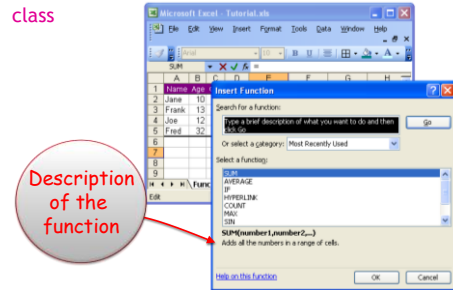 class
Microsoft Excel - Tutorial.xls
File Edit View Insert Format Tools Data Window Help
Arial 10 B U
SUM X ✓ fx =
A B C D E F G H
1 Name Age
2 Jane 10
3 Frank 13
4 Joe 12
5 Fred 32
6
7
8
9
Func
Edit
Insert Function
Search for a function:
Type a brief description of what you want to do and then
click Go
Go
Or select a category: Most Recently Used
Select a function:
SUM
AVERAGE
IF
HYPERLINK
COUNT
MAX
SIN
SUM(number1,number2,...)
Adds all the numbers in a range of cells.
Help on this function
OK Cancel
Description
of the
function